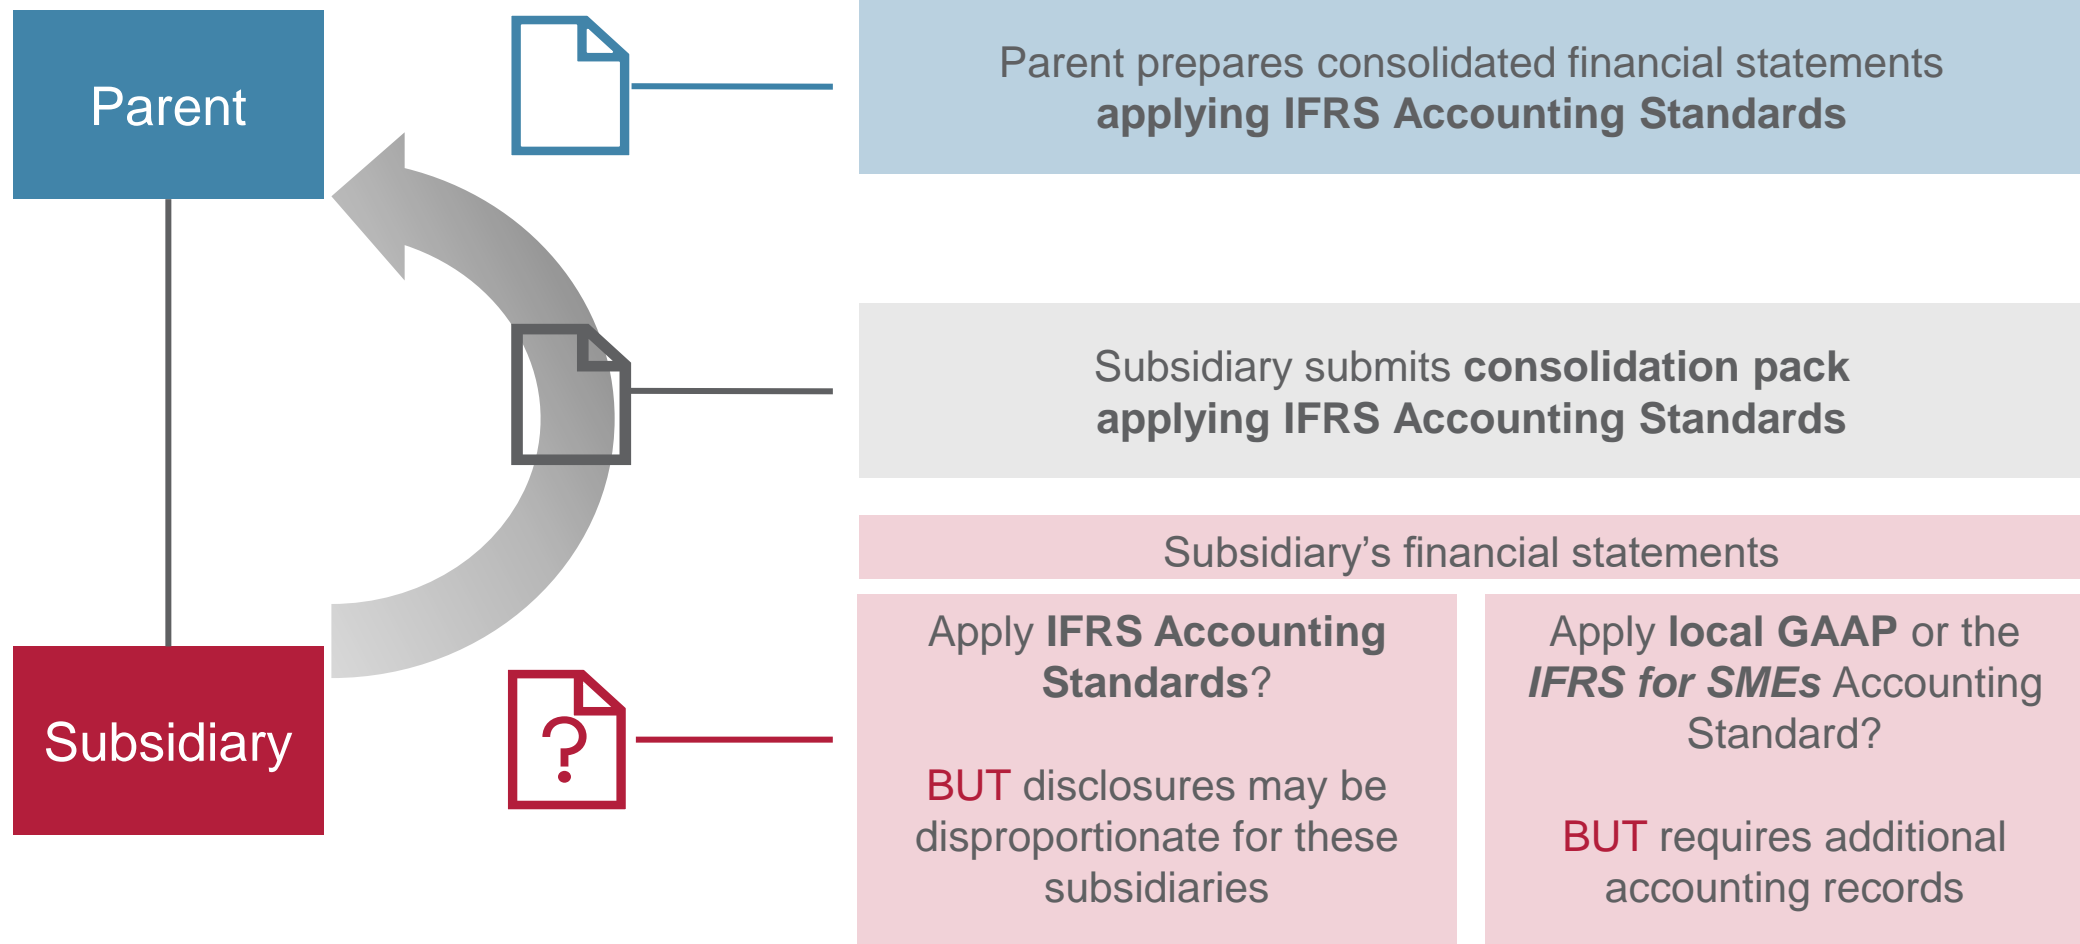 Parent
Parent prepares consolidated financial statements
applying IFRS Accounting Standards
Subsidiary submits consolidation pack
applying IFRS Accounting Standards
Subsidiary
?
Subsidiary’s financial statements
Apply IFRS Accounting
Standards?
BUT disclosures may be
disproportionate for these
subsidiaries
Apply local GAAP or the
IFRS for SMEs Accounting
Standard?
BUT requires additional
accounting records